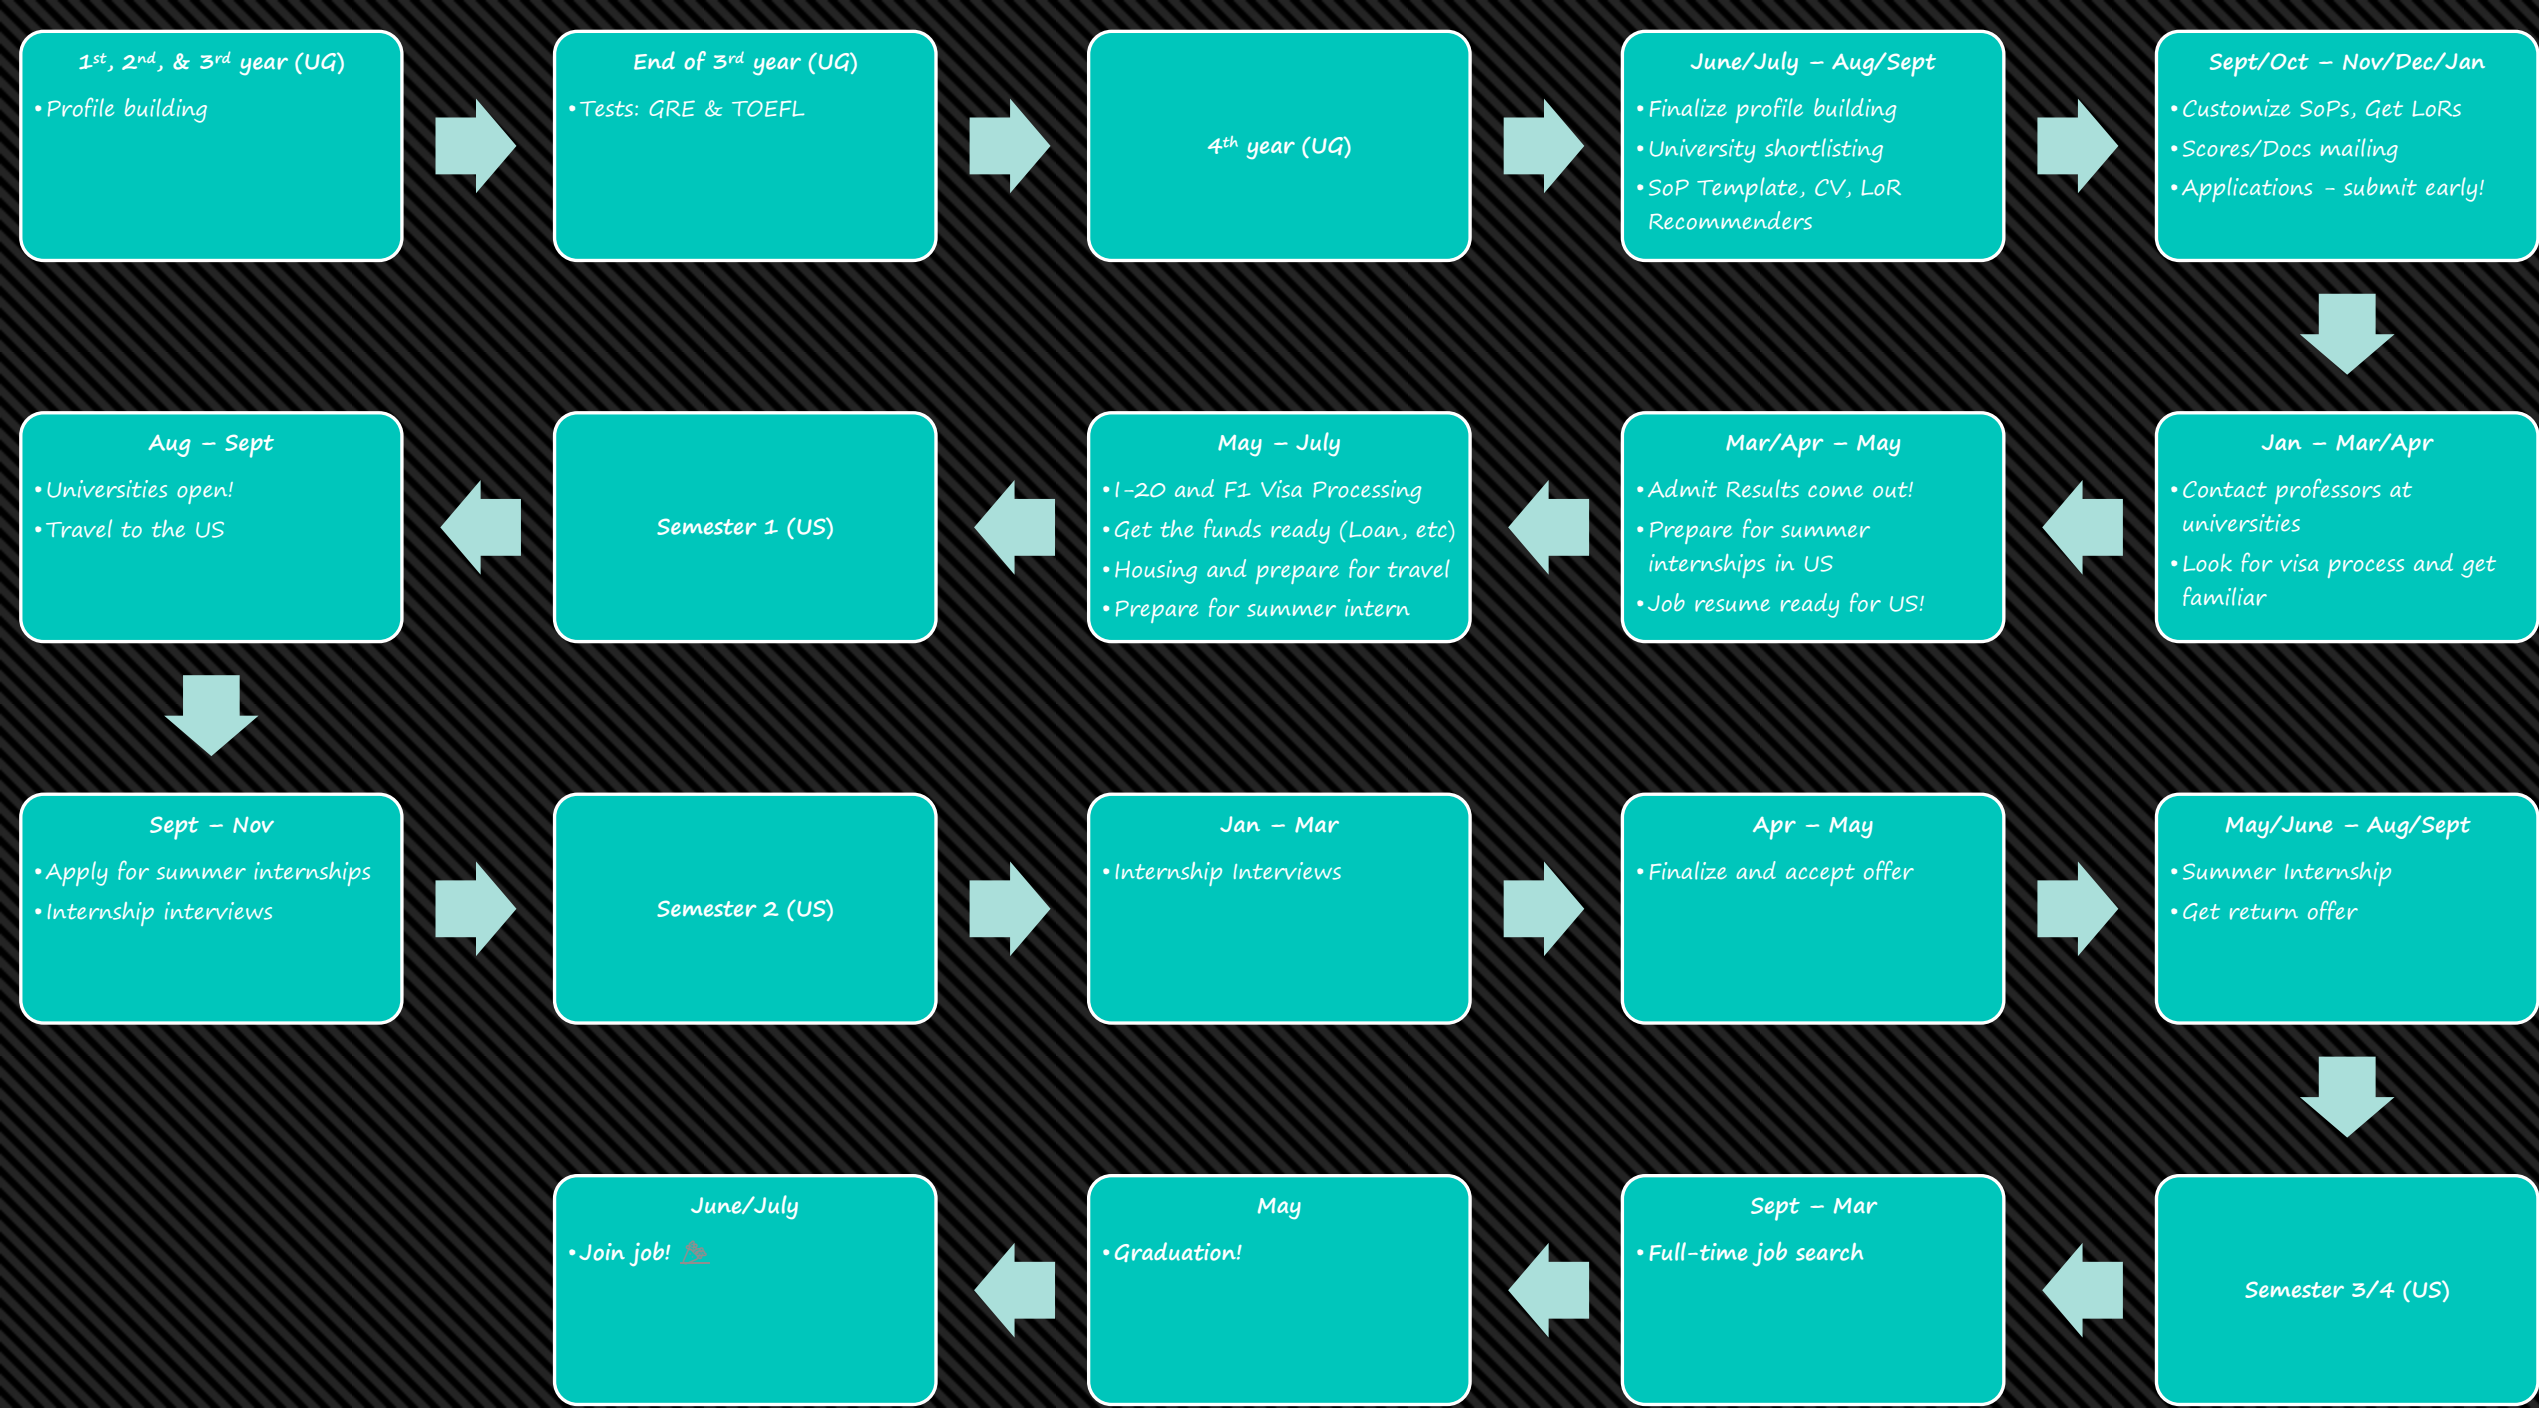 1st, 2nd, & 3rd year (UG)
•Profile building
End of 3rd year (UG)
•Tests: GRE & TOEFL
4th year (UG)
June/July – Aug/Sept
•Finalize profile building
•University shortlisting
•SoP Template, CV, LoR
Recommenders
Sept/Oct – Nov/Dec/Jan
•Customize SoPs, Get LoRs
•Scores/Docs mailing
•Applications - submit early!
Jan – Mar/Apr
•Contact professors at
universities
•Look for visa process and get
familiar
Mar/Apr – May
•Admit Results come out!
•Prepare for summer
internships in US
•Job resume ready for US!
May – July
•I-20 and F1 Visa Processing
•Get the funds ready (Loan, etc)
•Housing and prepare for travel
•Prepare for summer intern
Semester 1 (US)
Aug – Sept
•Universities open!
•Travel to the US
Sept – Nov
•Apply for summer internships
•Internship interviews
Semester 2 (US)
Jan – Mar
•Internship Interviews
Apr – May
•Finalize and accept offer
May/June – Aug/Sept
•Summer Internship
•Get return offer
Semester 3/4 (US)
Sept – Mar
•Full-time job search
May
•Graduation!
June/July
•Join job!